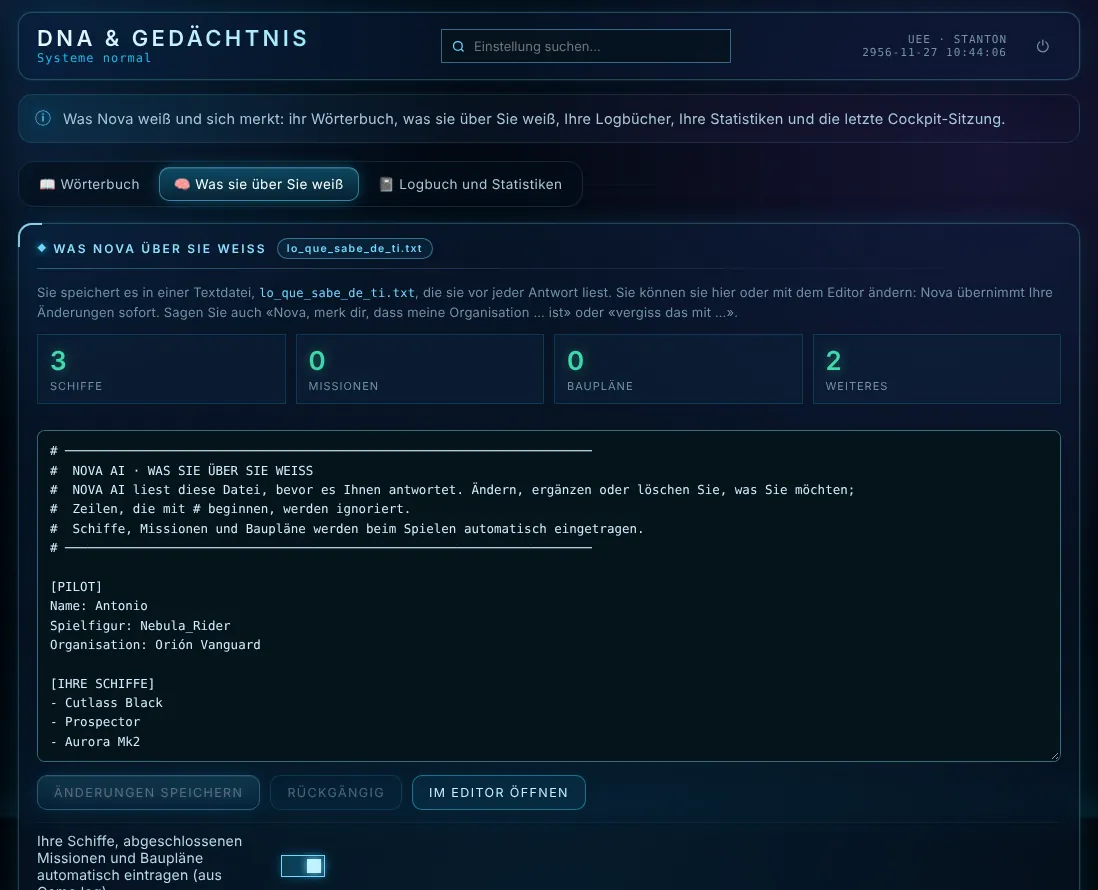 DNA & GEDÄCHTNIS
Systeme normal
Einstellung suchen...
UEE · STANTON
2956-11-27 10:44:06
Was Nova weiß und sich merkt: ihr Wörterbuch, was sie über Sie weiß, Ihre Logbücher, Ihre Statistiken und die letzte Cockpit-Sitzung.
Wörterbuch
Was sie über Sie weiß
Logbuch und Statistiken
WAS NOVA ÜBER SIE WEISS
lo_que_sabe_de_ti.txt
Sie speichert es in einer Textdatei, lo_que_sabe_de_ti.txt, die sie vor jeder Antwort liest. Sie können sie hier oder mit dem Editor ändern: Nova übernimmt Ihre
Änderungen sofort. Sagen Sie auch «Nova, merk dir, dass meine Organisation ... ist» oder «vergiss das mit ...».
3
SCHIFFE
0
MISSIONEN
0
BAUPLÄNE
2
WEITERES
# ──────────────────────────────────────────────────────────────────────
# NOVA AI · WAS SIE ÜBER SIE WEISS
# NOVA AI liest diese Datei, bevor es Ihnen antwortet. Ändern, ergänzen oder löschen Sie, was Sie möchten;
# Zeilen, die mit # beginnen, werden ignoriert.
# Schiffe, Missionen und Baupläne werden beim Spielen automatisch eingetragen.
# ──────────────────────────────────────────────────────────────────────
[PILOT]
Name: Antonio
Spielfigur: Nebula_Rider
Organisation: Orión Vanguard
[IHRE SCHIFFE]
- Cutlass Black
- Prospector
- Aurora Mk2
ÄNDERUNGEN SPEICHERN
RÜCKGÄNGIG
IM EDITOR ÖFFNEN
Ihre Schiffe, abgeschlossenen
Missionen und Baupläne
automatisch eintragen (aus